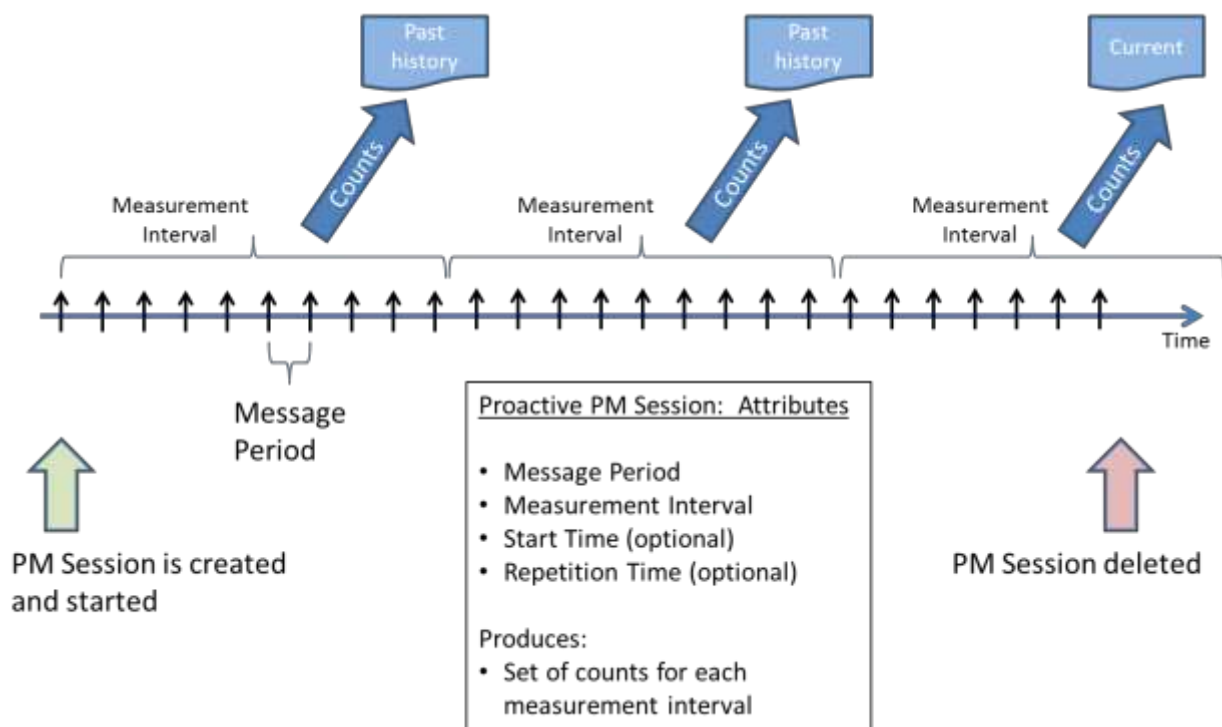 Past
history
Past
history
Current
Counts
Counts
Counts
Measurement
Interval
Measurement
Interval
Measurement
Interval
Time
Message
Period
Proactive PM Session: Attributes
• Message Period
• Measurement Interval
• Start Time (optional)
• Repetition Time (optional)
Produces:
• Set of counts for each
measurement interval
PM Session is created
and started
PM Session deleted